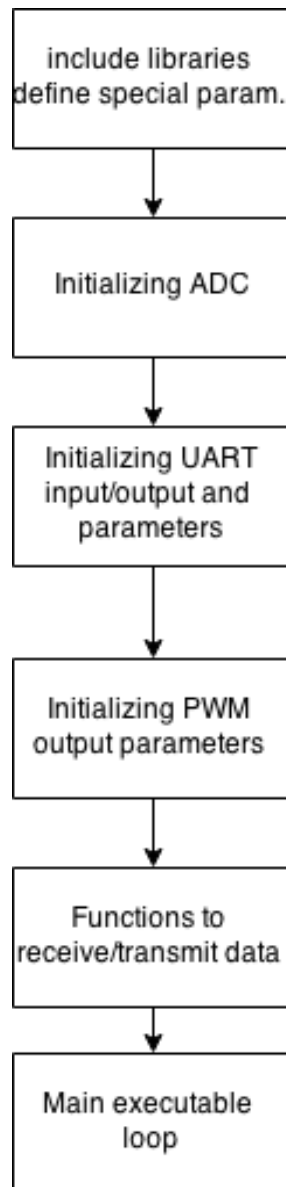 include libraries
define special param.
Initializing ADC
Initializing UART
input/output and
parameters
Initializing PWM
output parameters
Functions to
receive/transmit data
Main executable
loop